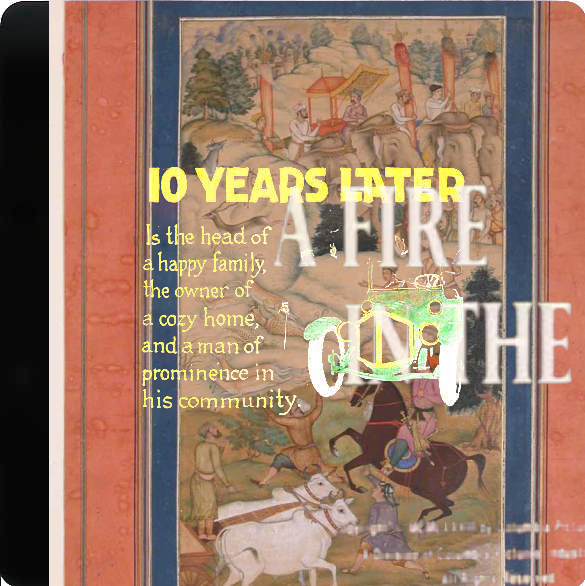 10 YEARS LATER
Is the head of
a happy family,
the owner of
a cozy home,
and a man of
prominence in
his community.
A FIRE
IN THE